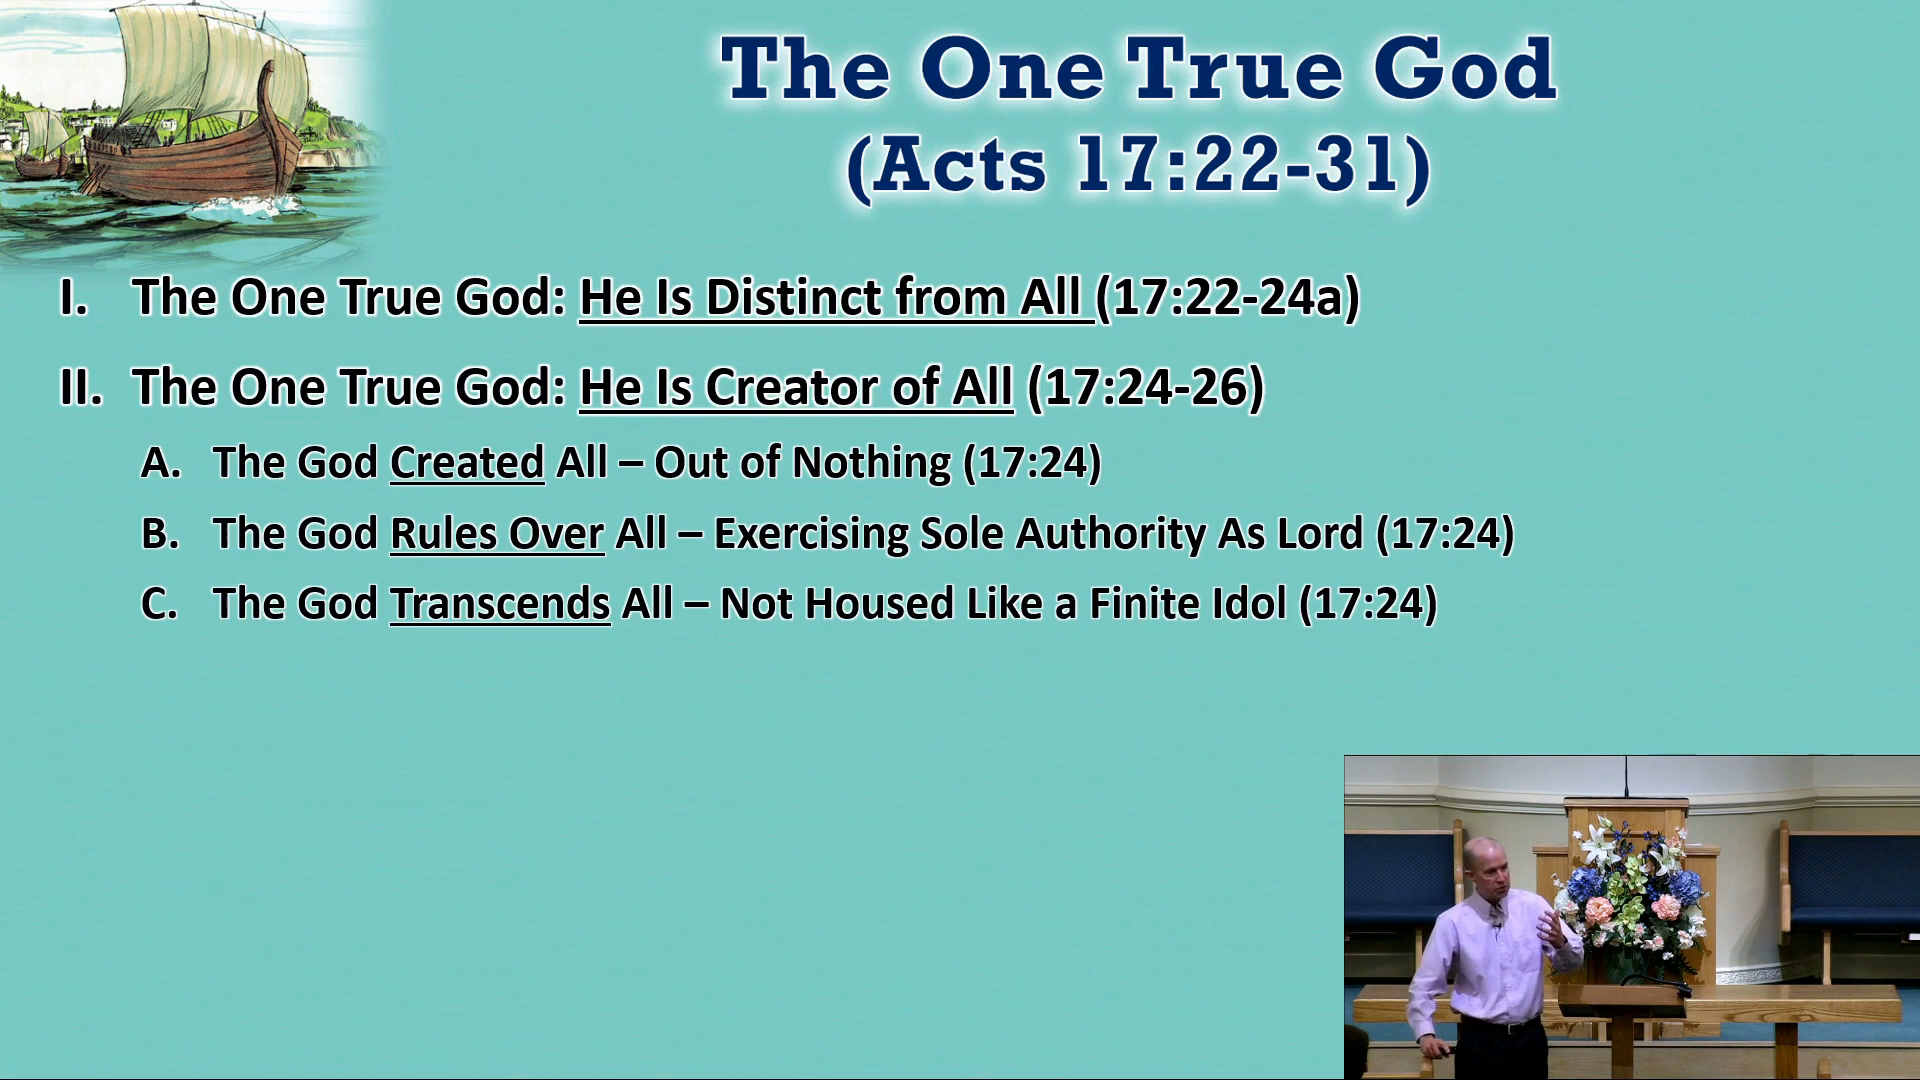 The One True God
(Acts 17:22-31)
I. The One True God: He Is Distinct from All (17:22-24a)
II. The One True God: He Is Creator of All (17:24-26)
A. The God Created All – Out of Nothing (17:24)
B. The God Rules Over All – Exercising Sole Authority As Lord (17:24)
C. The God Transcends All – Not Housed Like a Finite Idol (17:24)